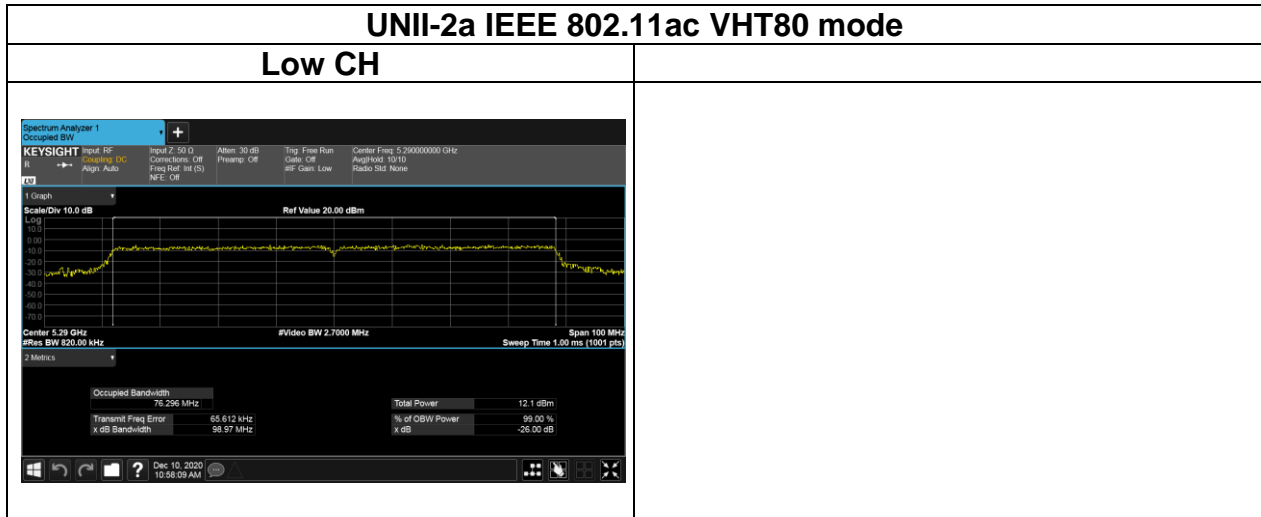 UNII-2a IEEE 802.11ac VHT80 mode
Low CH
Spectrum Analyzer 1
Occupied BW
+
KEYSIGHT Input: RF Input Z: 50 Ω Atten: 30 dB Trig: Free Run Center Freq: 5.290000000 GHz
R Coupling: DC Corrections: Off Preamp: Off Gate: Off Avg|Hold: 10/10
Align: Auto Freq Ref: Int (S) #IF Gain: Low Radio Std: None
NFE: Off
LXI
1 Graph
Scale/Div 10.0 dB Ref Value 20.00 dBm
Log
10.0
0.00
-10.0
-20.0
-30.0
-40.0
-50.0
-60.0
-70.0
Center 5.29 GHz #Video BW 2.7000 MHz Span 100 MHz
#Res BW 820.00 kHz Sweep Time 1.00 ms (1001 pts)
2 Metrics
Occupied Bandwidth
76.296 MHz Total Power 12.1 dBm
Transmit Freq Error 65.612 kHz % of OBW Power 99.00 %
x dB Bandwidth 98.97 MHz x dB -26.00 dB
? Dec 10, 2020
10:58:09 AM